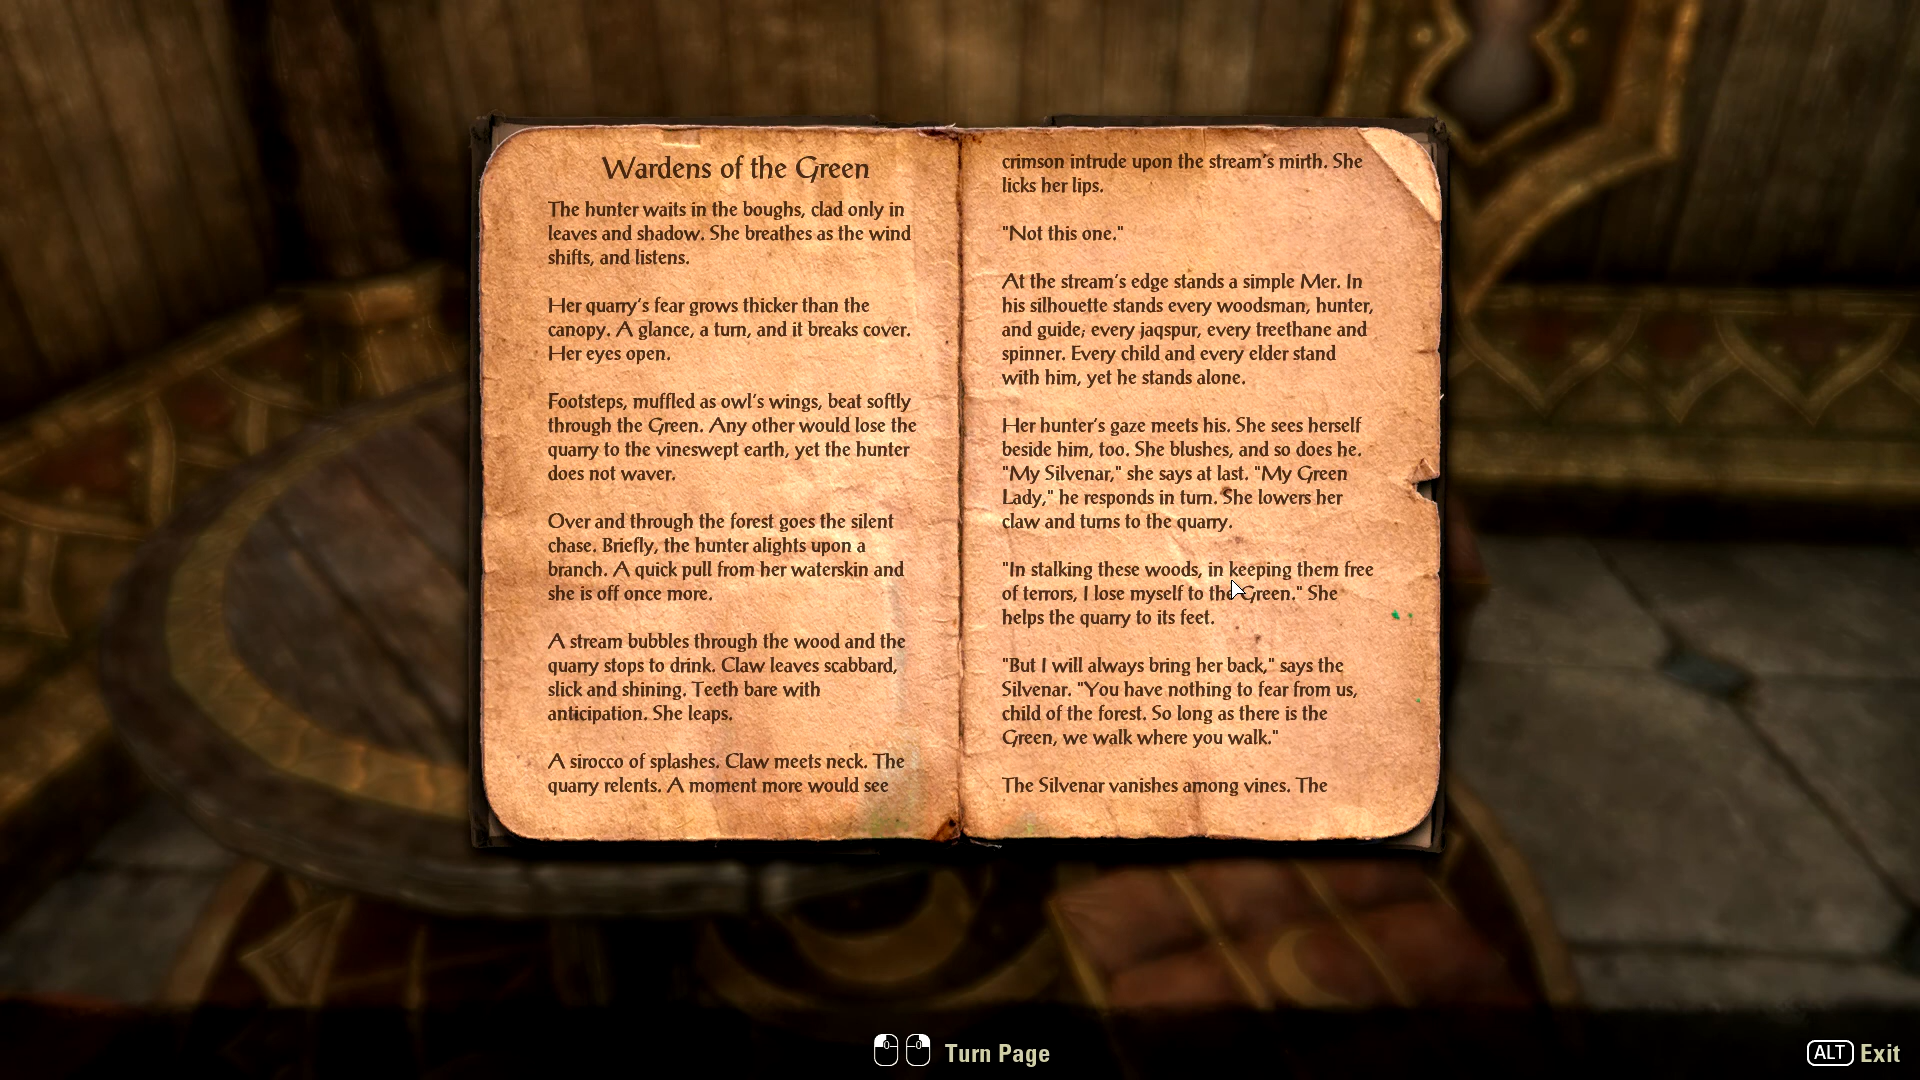 Wardens of the Green
The hunter waits in the boughs, clad only in
leaves and shadow. She breathes as the wind
shifts, and listens.
Her quarry's fear grows thicker than the
canopy. A glance, a turn, and it breaks cover.
Her eyes open.
Footsteps, muffled as owl's wings, beat softly
through the Green. Any other would lose the
quarry to the vineswept earth, yet the hunter
does not waver.
Over and through the forest goes the silent
chase. Briefly, the hunter alights upon a
branch. A quick pull from her waterskin and
she is off once more.
A stream bubbles through the wood and the
quarry stops to drink. Claw leaves scabbard,
slick and shining. Teeth bare with
anticipation. She leaps.
A sirocco of splashes. Claw meets neck. The
quarry relents. A moment more would see
crimson intrude upon the stream's mirth. She
licks her lips.
"Not this one."
At the stream's edge stands a simple Mer. In
his silhouette stands every woodsman, hunter,
and guide; every jaqspur, every treethane and
spinner. Every child and every elder stand
with him, yet he stands alone.
Her hunter's gaze meets his. She sees herself
beside him, too. She blushes, and so does he.
"My Silvenar," she says at last. "My Green
Lady," he responds in turn. She lowers her
claw and turns to the quarry.
"In stalking these woods, in keeping them free
of terrors, I lose myself to the Green." She
helps the quarry to its feet.
"But I will always bring her back," says the
Silvenar. "You have nothing to fear from us,
child of the forest. So long as there is the
Green, we walk where you walk."
The Silvenar vanishes among vines. The
Turn Page
ALT Exit